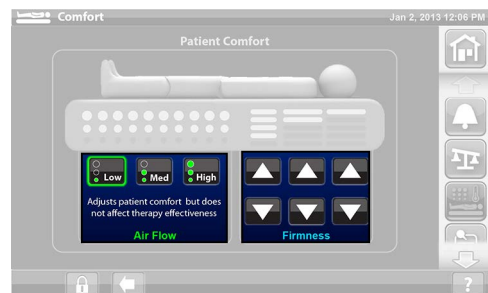 Comfort
Jan 2, 2013 12:06 PM
Patient Comfort
Low
Med
High
Adjusts patient comfort but does
not affect therapy effectiveness
Air Flow
Firmness
?